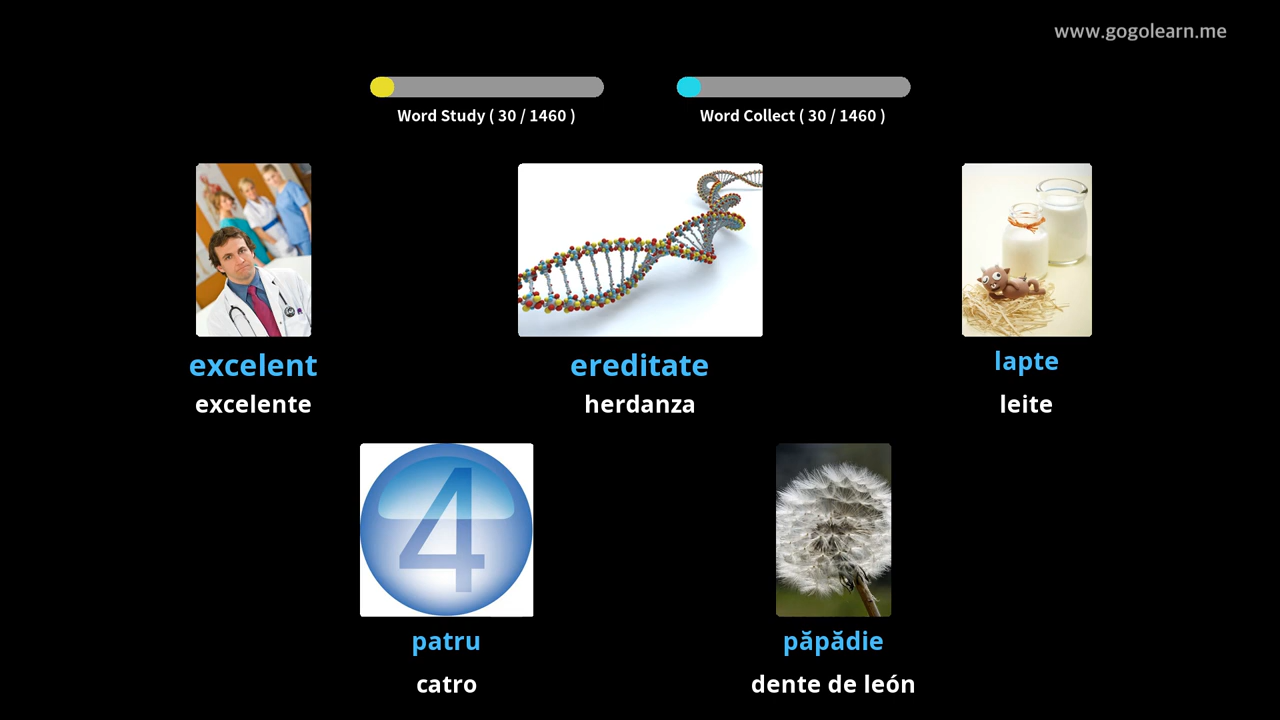 www.gogolearn.me
Word Study ( 30 / 1460 )
Word Collect ( 30 / 1460 )
excelent
excelente
ereditate
herdanza
lapte
leite
4
patru
catro
păpădie
dente de león